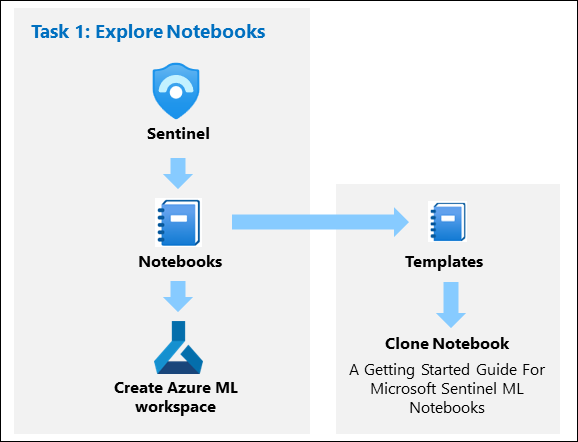 Task 1: Explore Notebooks
Sentinel
Notebooks
Create Azure ML
workspace
Templates
Clone Notebook
A Getting Started Guide For
Microsoft Sentinel ML
Notebooks